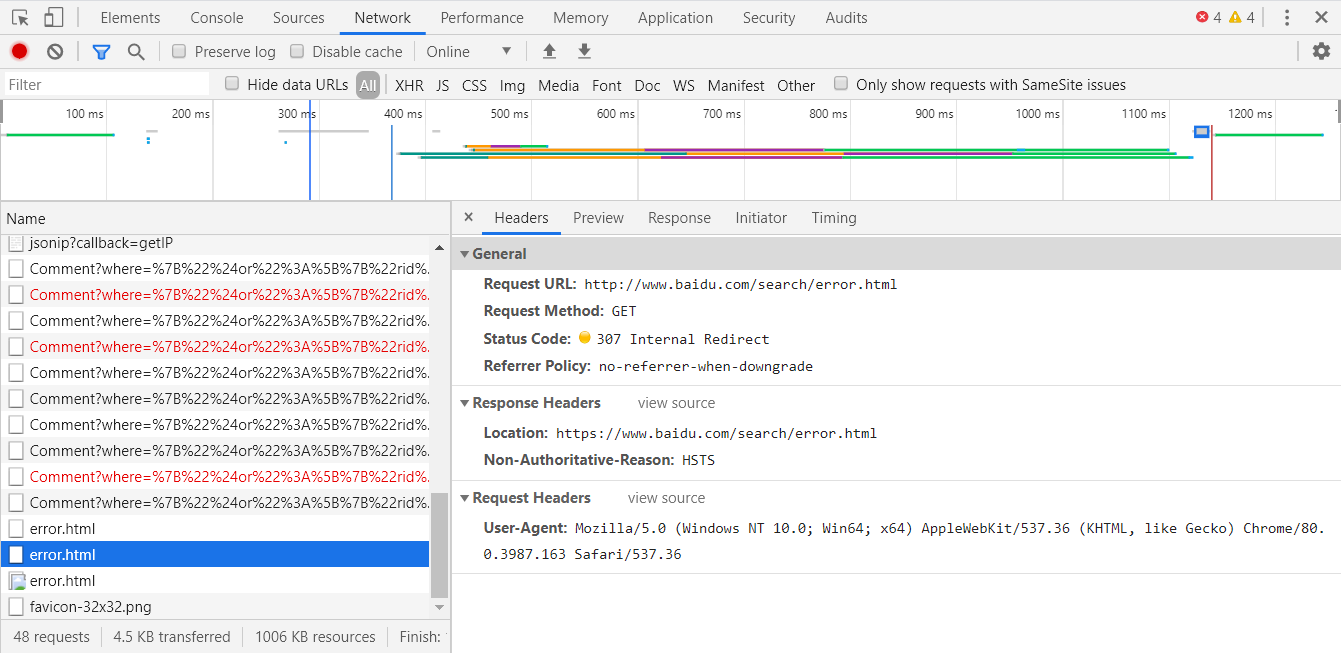 Elements Console Sources Network Performance Memory Application Security Audits 4 4
Preserve log Disable cache Online
Filter Hide data URLs All XHR JS CSS Img Media Font Doc WS Manifest Other Only show requests with SameSite issues
100 ms 200 ms 300 ms 400 ms 500 ms 600 ms 700 ms 800 ms 900 ms 1000 ms 1100 ms 1200 ms
Name
jsonip?callback=getIP
Comment?where=%7B%22%24or%22%3A%5B%7B%22rid%.
Comment?where=%7B%22%24or%22%3A%5B%7B%22rid%.
Comment?where=%7B%22%24or%22%3A%5B%7B%22rid%.
Comment?where=%7B%22%24or%22%3A%5B%7B%22rid%.
Comment?where=%7B%22%24or%22%3A%5B%7B%22rid%.
Comment?where=%7B%22%24or%22%3A%5B%7B%22rid%.
Comment?where=%7B%22%24or%22%3A%5B%7B%22rid%.
Comment?where=%7B%22%24or%22%3A%5B%7B%22rid%.
Comment?where=%7B%22%24or%22%3A%5B%7B%22rid%.
Comment?where=%7B%22%24or%22%3A%5B%7B%22rid%.
error.html
error.html
error.html
favicon-32x32.png
48 requests 4.5 KB transferred 1006 KB resources Finish:
Headers Preview Response Initiator Timing
General
Request URL: http://www.baidu.com/search/error.html
Request Method: GET
Status Code: 307 Internal Redirect
Referrer Policy: no-referrer-when-downgrade
Response Headers view source
Location: https://www.baidu.com/search/error.html
Non-Authoritative-Reason: HSTS
Request Headers view source
User-Agent: Mozilla/5.0 (Windows NT 10.0; Win64; x64) AppleWebKit/537.36 (KHTML, like Gecko) Chrome/80.
0.3987.163 Safari/537.36